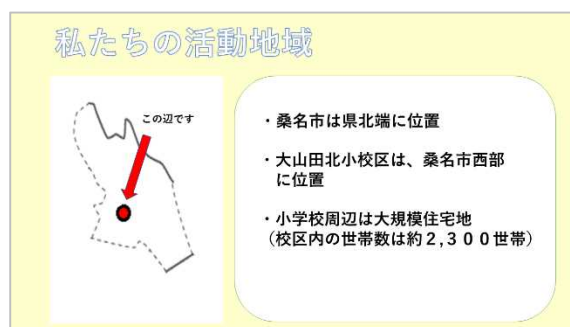 私たちの活動地域
この辺です
・桑名市は県北端に位置
・大山田北小校区は、桑名市西部
に位置
・小学校周辺は大規模住宅地
（校区内の世帯数は約２,３００世帯）